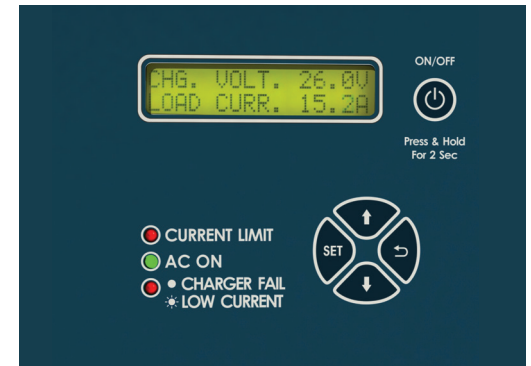 CHG. VOLT. 26.0V
LOAD CURR. 15.2A
ON/OFF
Press & Hold
For 2 Sec
CURRENT LIMIT
AC ON
CHARGER FAIL
LOW CURRENT
SET